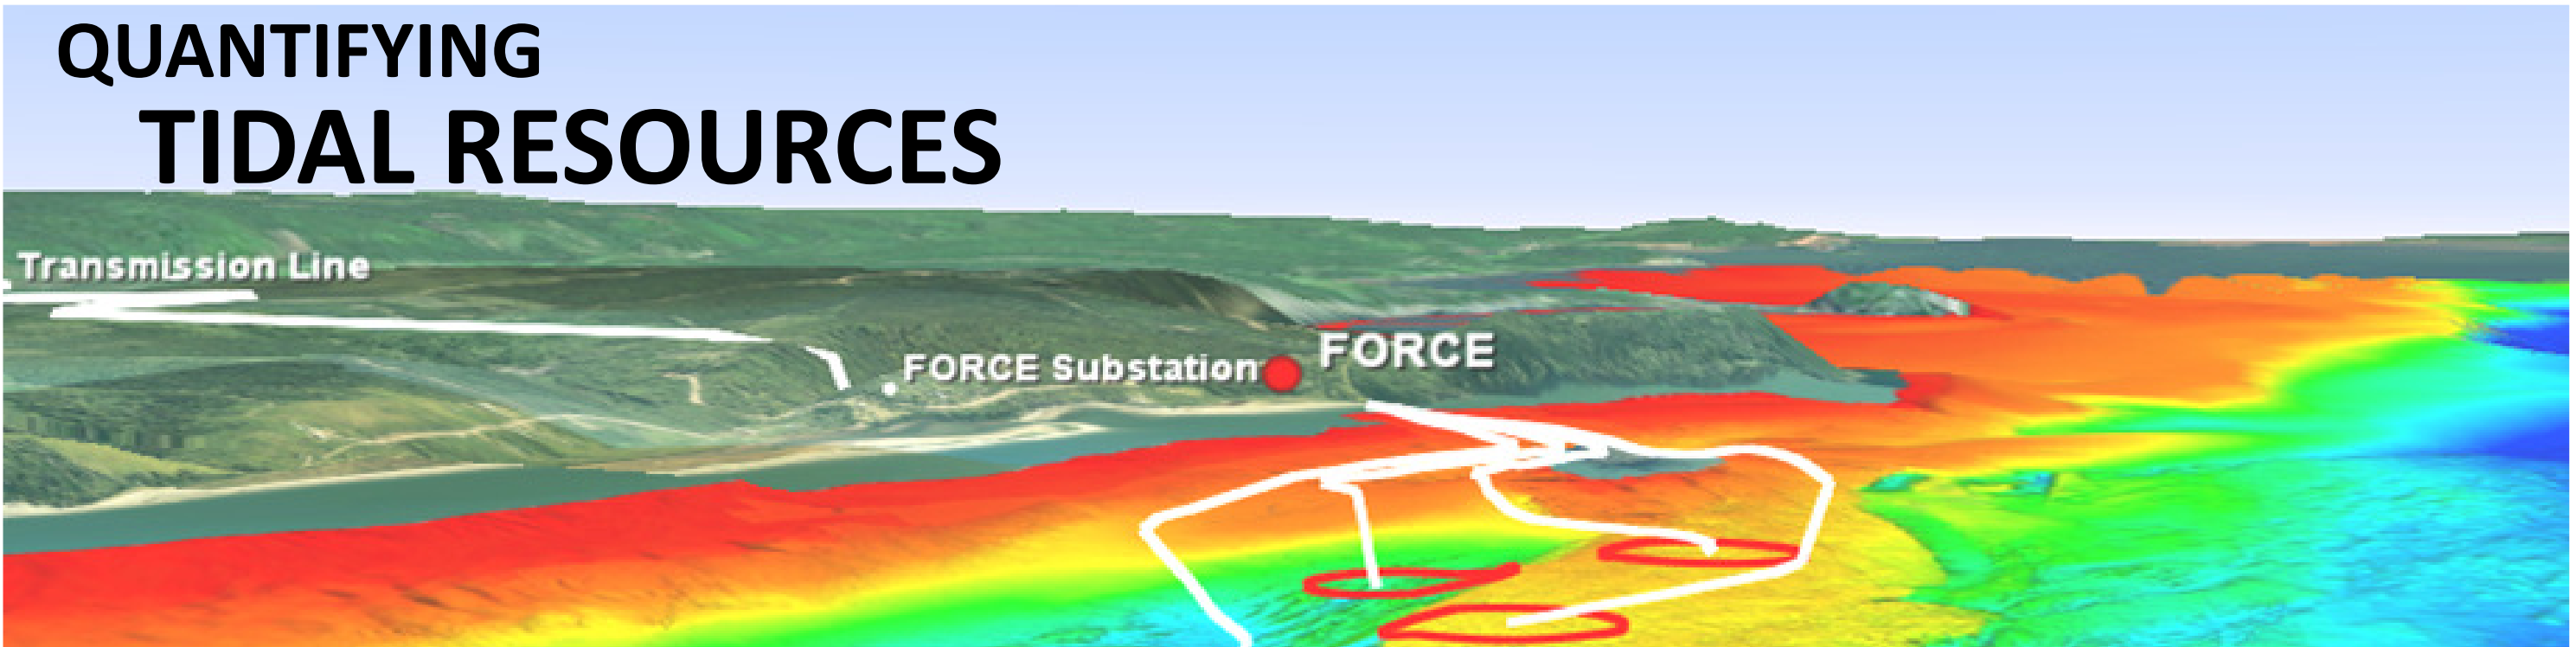 QUANTIFYING
TIDAL RESOURCES
Transmission Line
FORCE
FORCE Substation